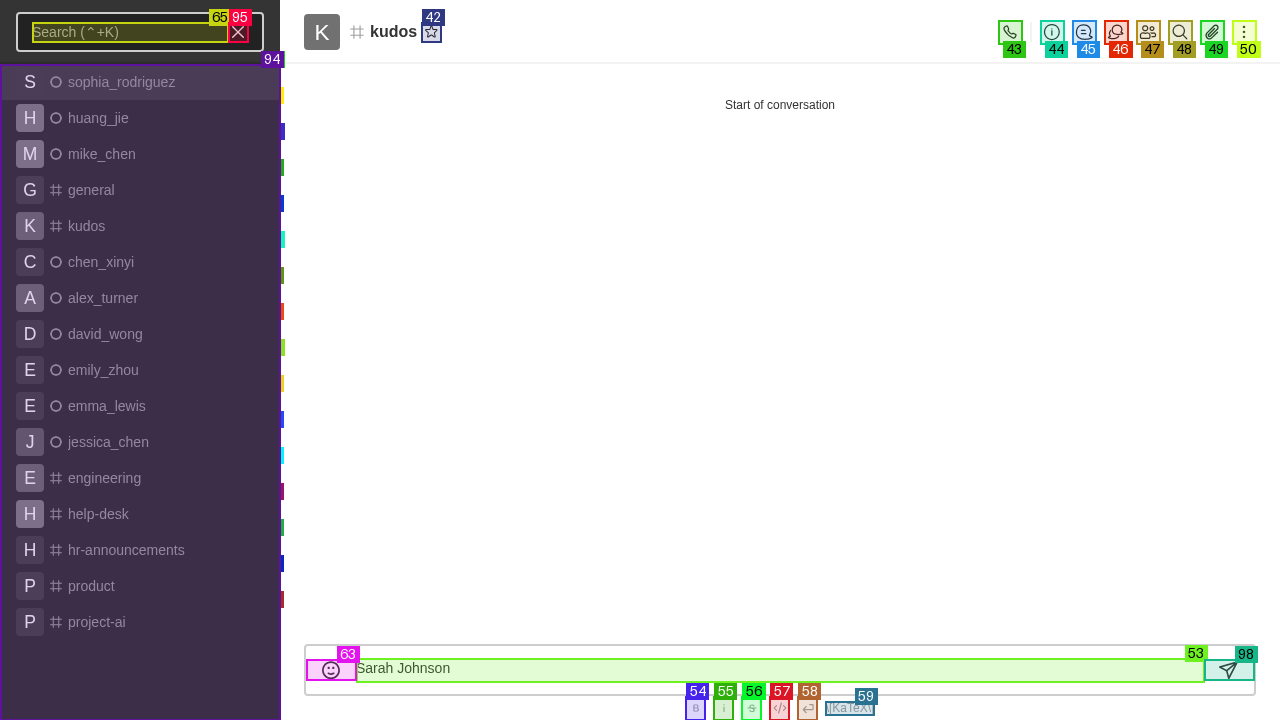 Search (⌃+K)
65
95
94
S sophia_rodriguez
H huang_jie
M mike_chen
G general
K kudos
C chen_xinyi
A alex_turner
D david_wong
E emily_zhou
E emma_lewis
J jessica_chen
E engineering
H help-desk
H hr-announcements
P product
P project-ai
K kudos
42
43
44
45
46
47
48
49
50
Start of conversation
63
Sarah Johnson
53
98
54
55
56
57
58
59
B
i
S
\(KaTeX\)